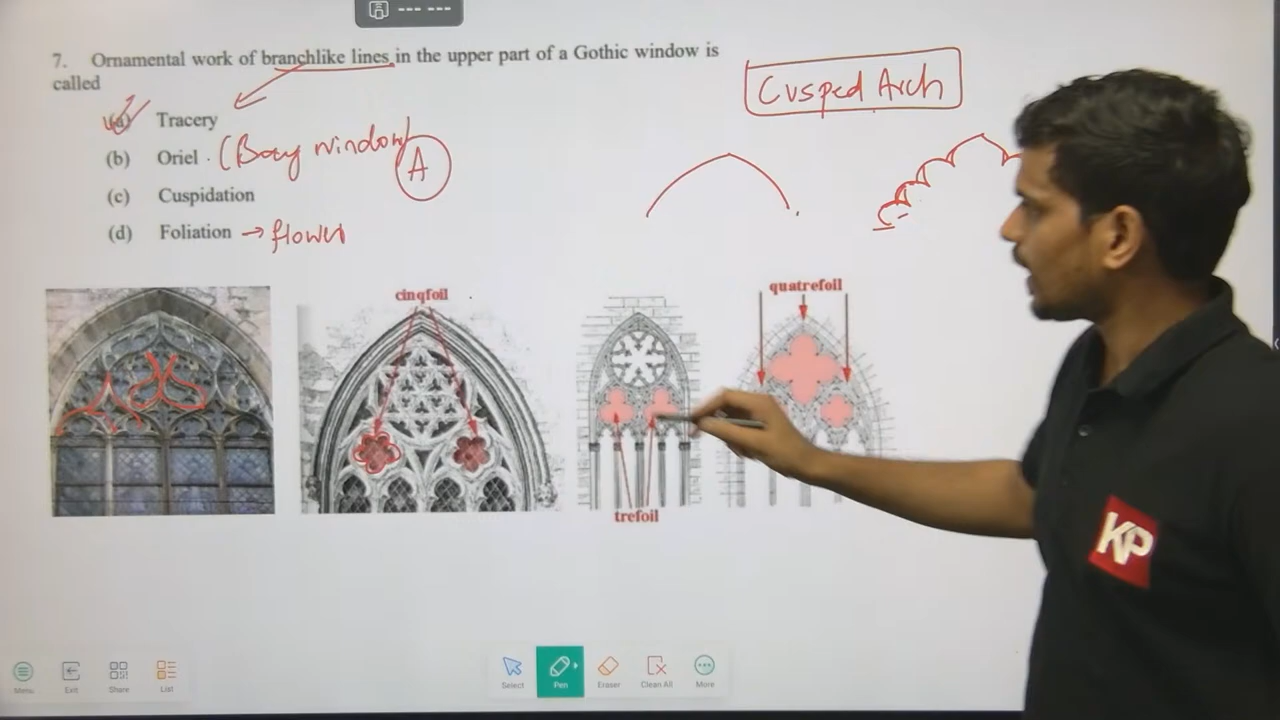 7. Ornamental work of branchlike lines in the upper part of a Gothic window is
called
(a) Tracery
(b) Oriel . (Bay window)
A
(c) Cuspidation
(d) Foliation → flower
Cusped Arch
cinqfoil
trefoil
quatrefoil
KP
Menu
Exit
Share
List
Select
Pen
Eraser
Clean All
More